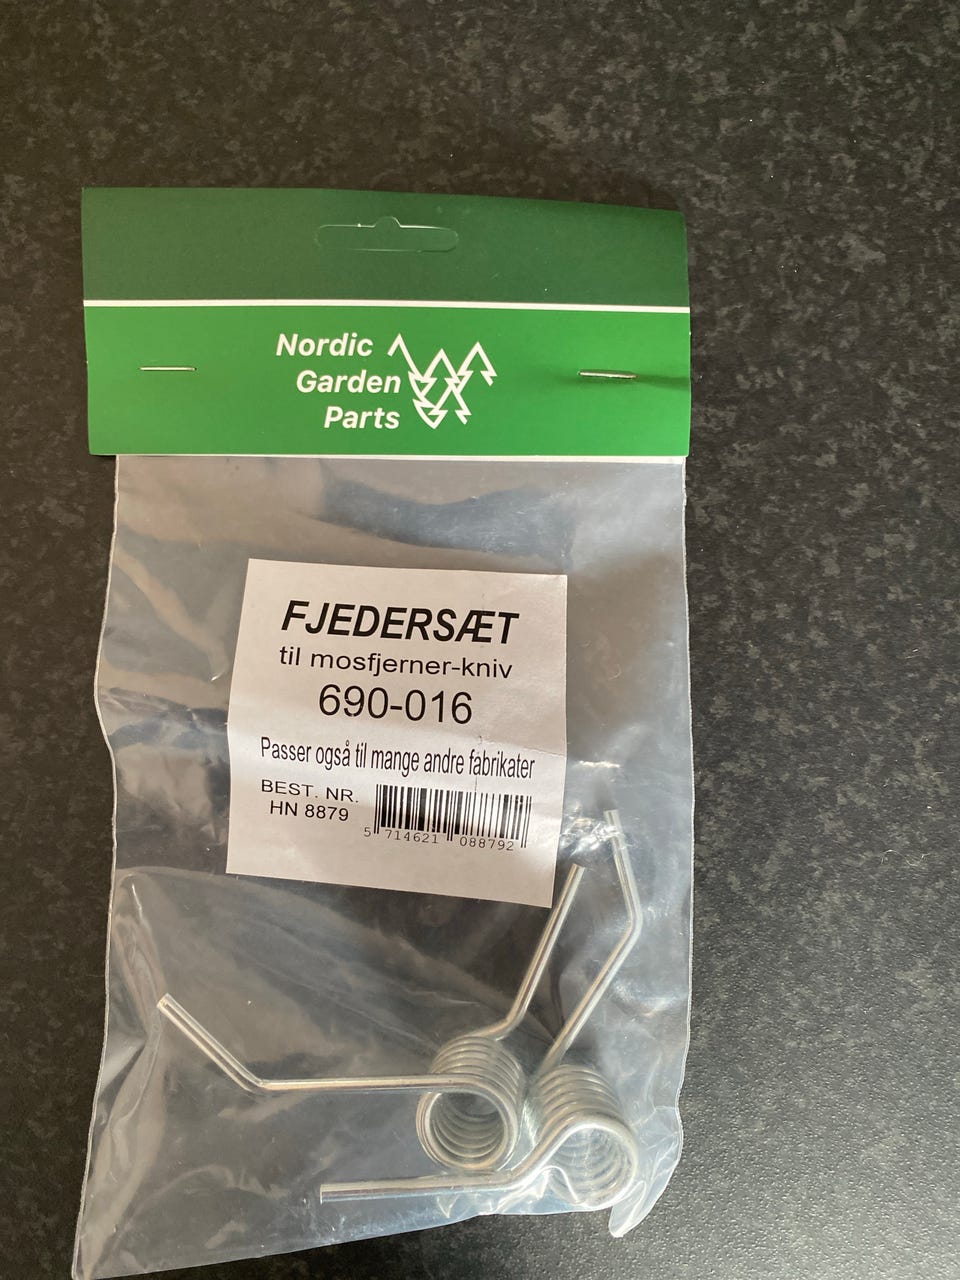 Nordic
Garden
Parts
FJEDERSÆT
til mosfjerner-kniv
690-016
Passer også til mange andre fabrikater
BEST. NR.
HN 8879
5 714621 088792